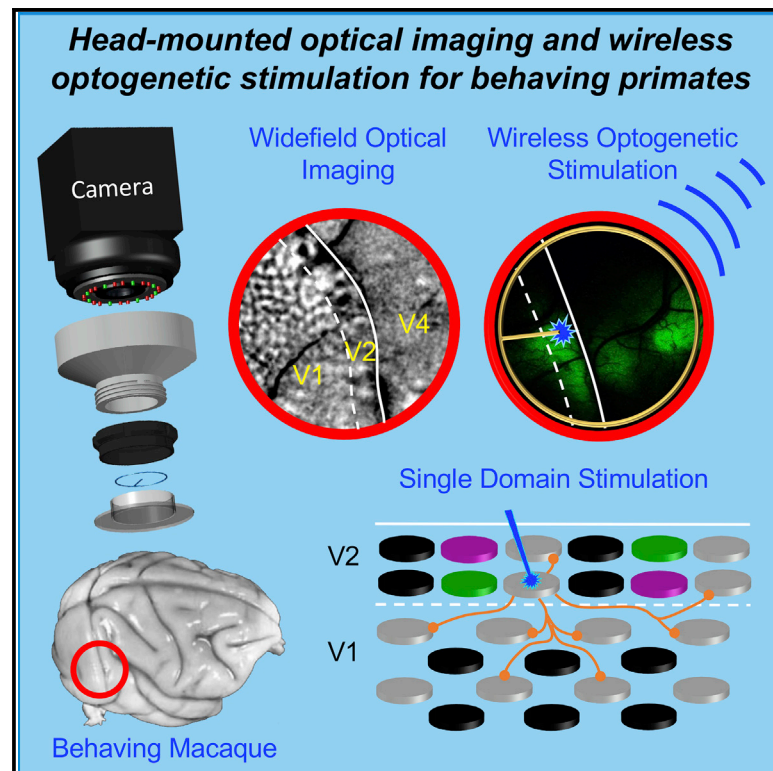 Head-mounted optical imaging and wireless
optogenetic stimulation for behaving primates
Camera
Widefield Optical
Imaging
V1
V2
V4
Wireless Optogenetic
Stimulation
Single Domain Stimulation
V2
V1
Behaving Macaque